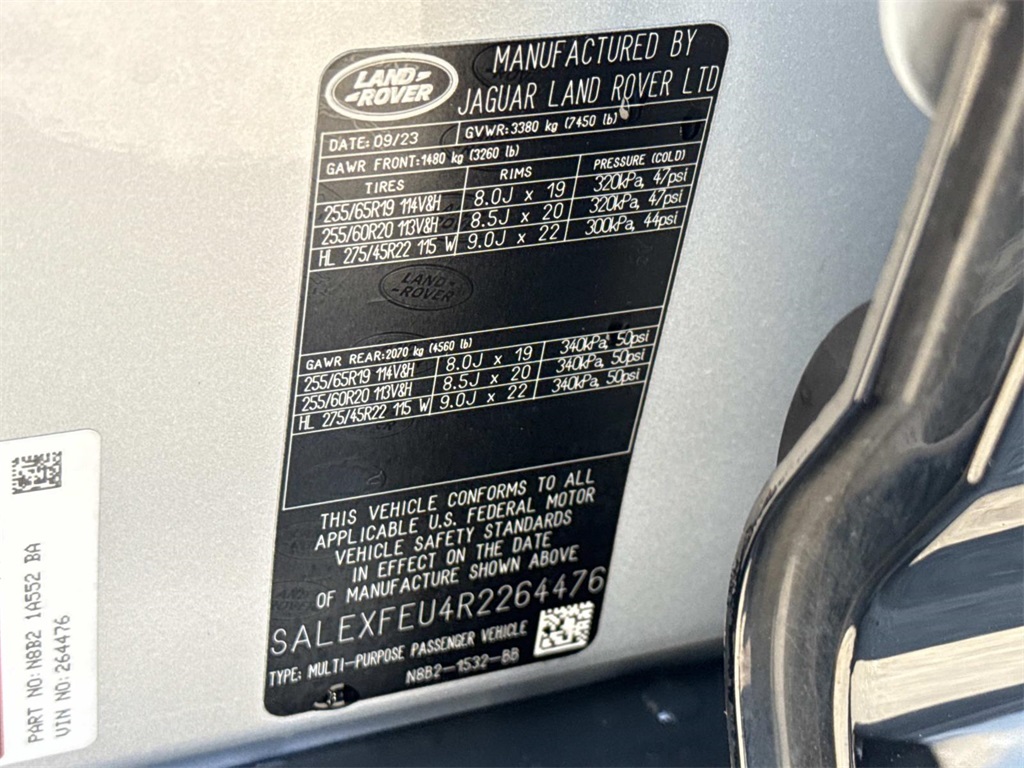 LAND-
-ROVER
MANUFACTURED BY
JAGUAR LAND ROVER LTD
DATE: 09/23
GVWR: 3380 kg (7450 lb)
GAWR FRONT: 1480 kg (3260 lb)
TIRES RIMS PRESSURE (COLD)
255/65R19 114V&H 8.0J x 19 320kPa, 47psi
255/60R20 113V&H 8.5J x 20 320kPa, 47psi
HL 275/45R22 115 W 9.0J x 22 300kPa, 44psi
LAND-
-ROVER
GAWR REAR: 2070 kg (4560 lb)
255/65R19 114V&H 8.0J x 19 340kPa, 50psi
255/60R20 113V&H 8.5J x 20 340kPa, 50psi
HL 275/45R22 115 W 9.0J x 22 340kPa, 50psi
THIS VEHICLE CONFORMS TO ALL
APPLICABLE U.S. FEDERAL MOTOR
VEHICLE SAFETY STANDARDS
IN EFFECT ON THE DATE
OF MANUFACTURE SHOWN ABOVE
SALEXFEU4R2264476
TYPE: MULTI-PURPOSE PASSENGER VEHICLE
N8B2-1532-BB
PART NO: N8B2 1A552 BA
VIN NO: 264476